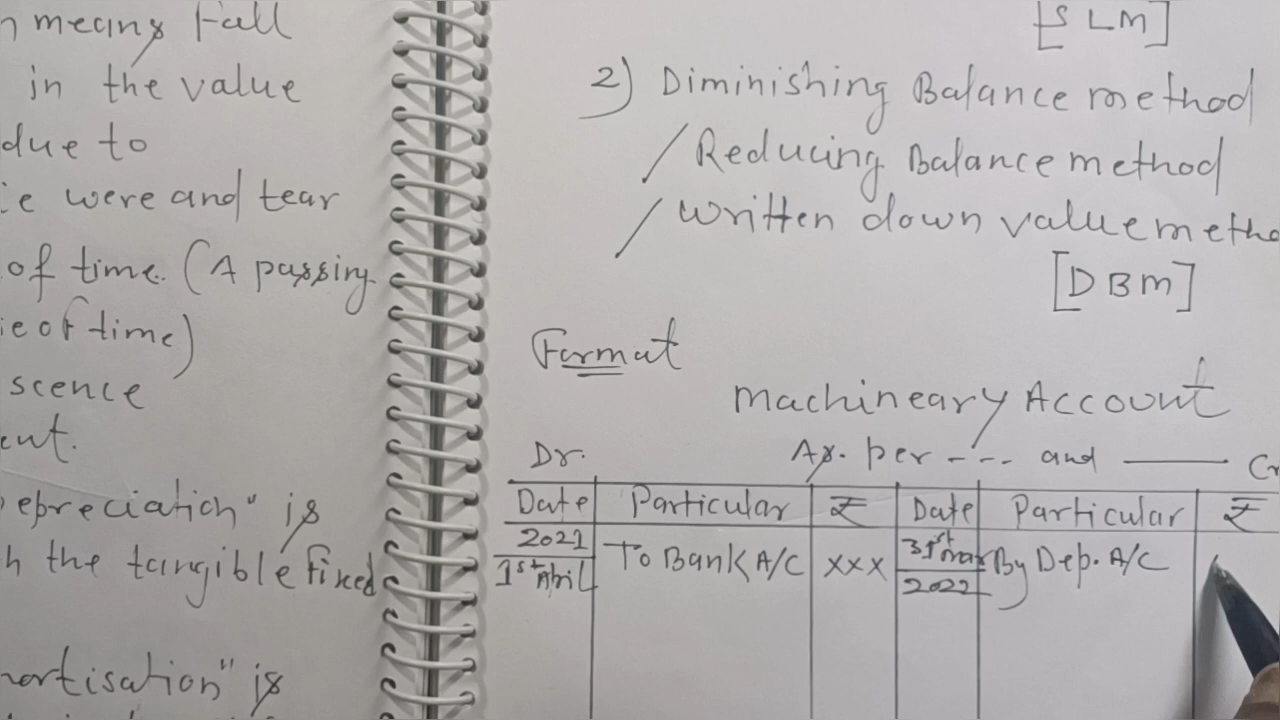 n means Fall
in the value
due to
ie were and tear
of time. (A passing
ie of time)
scence
ent.
epreciation" is
h the tangible fixed
mortisation" is
[SLM]
2) Diminishing Balance method
/ Reducing Balance method
/ written down value metho
[DBM]
Format
Machineary Account
Dr. As. per ---- and ——— Cr
Date Particular ₹ Date Particular ₹
2021 1st Abril To Bank A/C xxx 31st mar 2022 By Dep. A/C